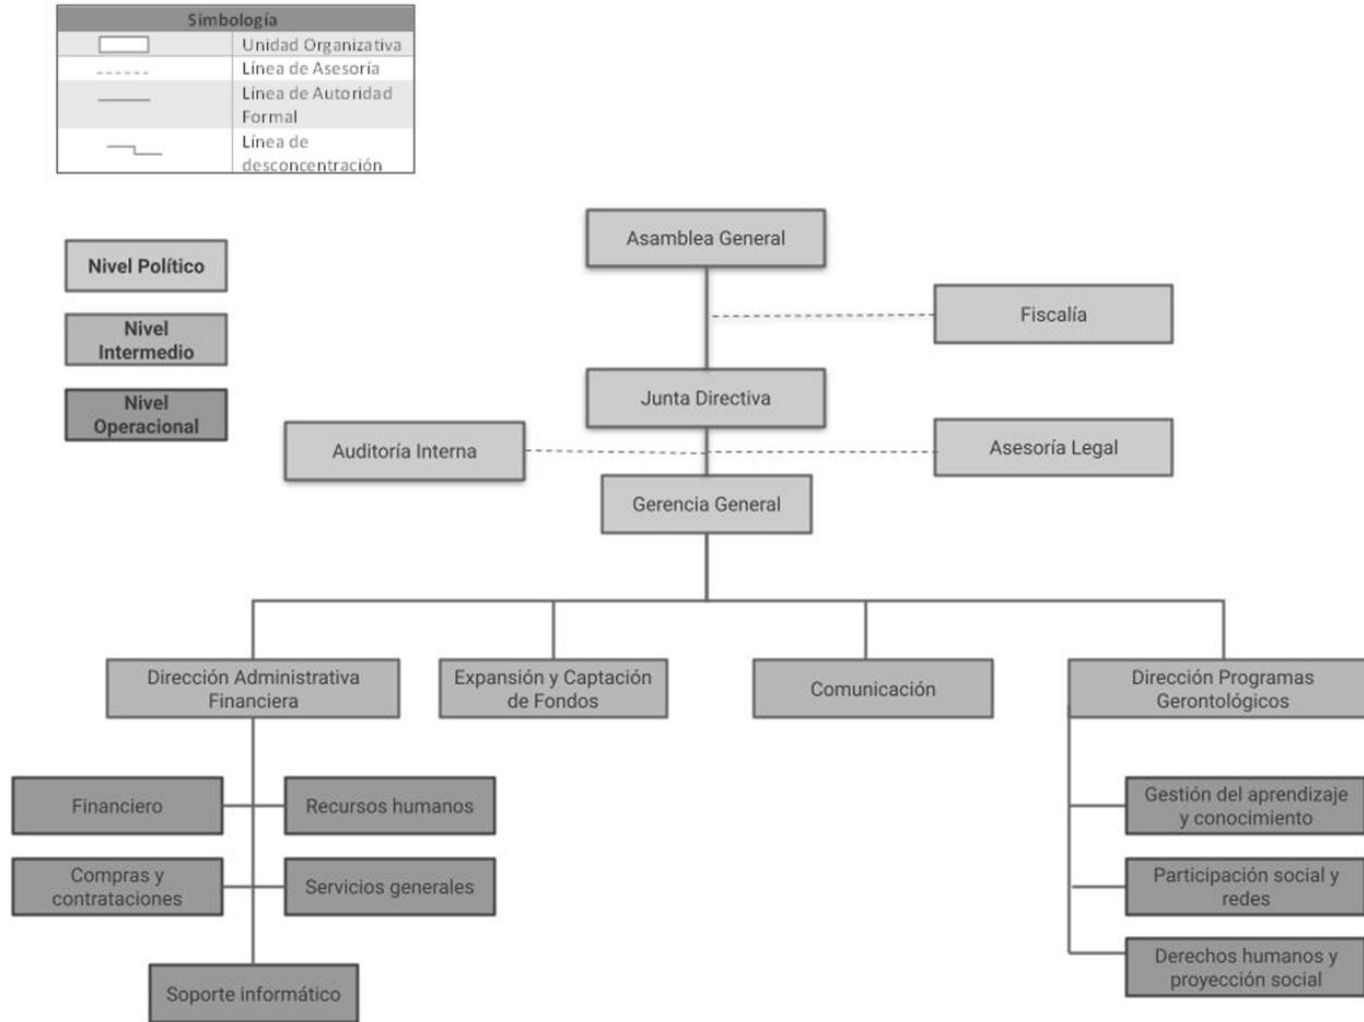 Simbología
Unidad Organizativa
Línea de Asesoría
Línea de Autoridad
Formal
Línea de
desconcentración
Nivel Político
Nivel
Intermedio
Nivel
Operacional
Asamblea General
Fiscalía
Junta Directiva
Auditoría Interna
Asesoría Legal
Gerencia General
Dirección Administrativa
Financiera
Expansión y Captación
de Fondos
Comunicación
Dirección Programas
Gerontológicos
Financiero
Recursos humanos
Compras y
contrataciones
Servicios generales
Soporte informático
Gestión del aprendizaje
y conocimiento
Participación social y
redes
Derechos humanos y
proyección social